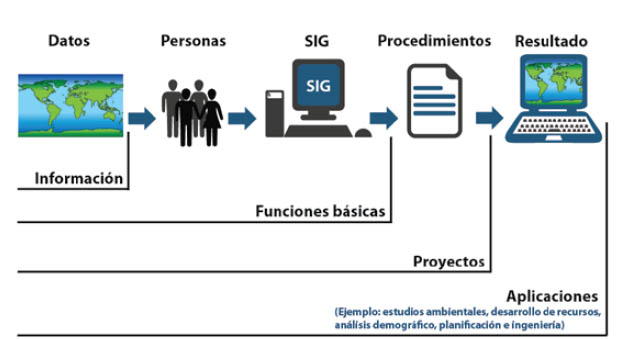 Datos
Personas
SIG
Procedimientos
Resultado
SIG
Información
Funciones básicas
Proyectos
Aplicaciones
(Ejemplo: estudios ambientales, desarrollo de recursos,
análisis demográfico, planificación e íngeniería)